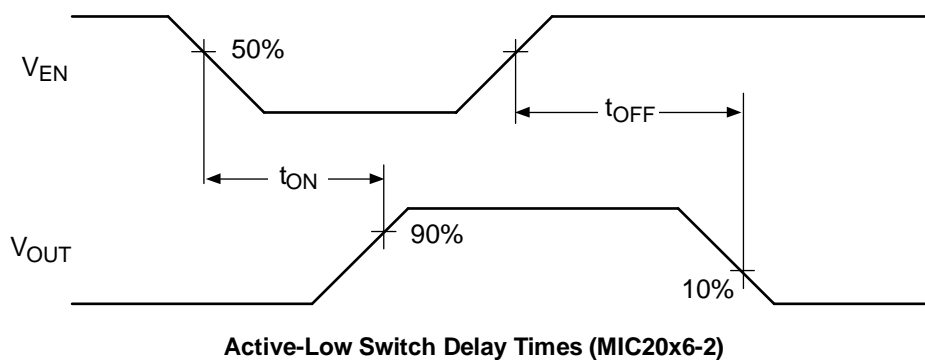 V_EN
50%
t_OFF
t_ON
V_OUT
90%
10%
Active-Low Switch Delay Times (MIC20x6-2)